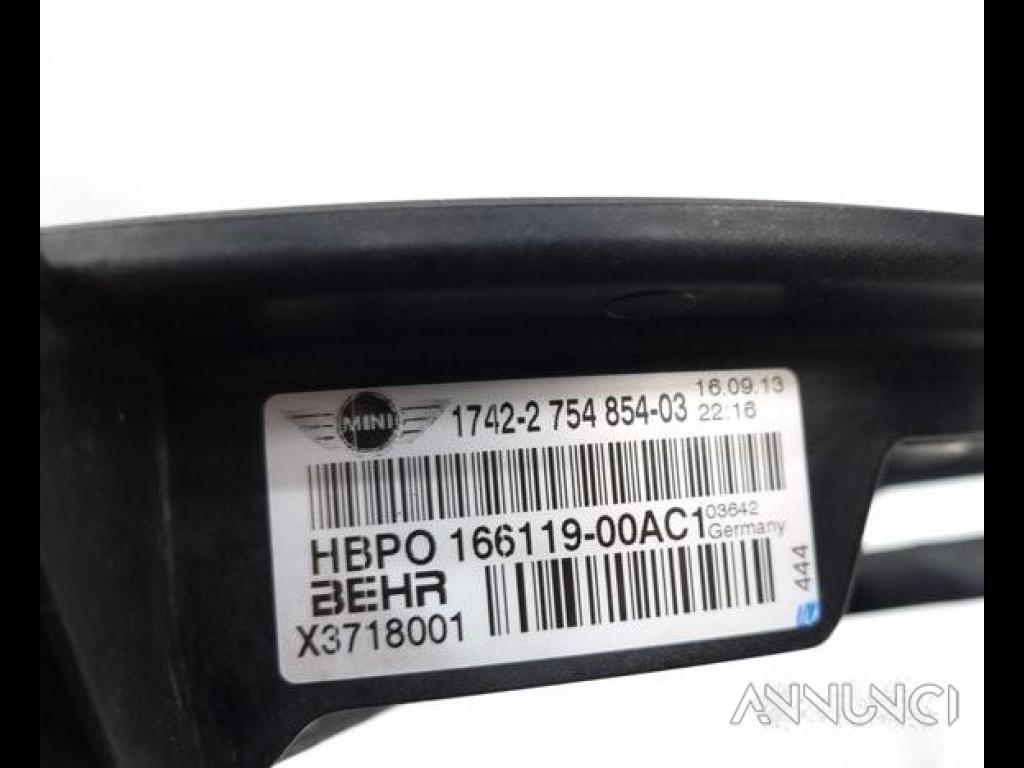 MINI
1742-2 754 854-03
16.09.13
22:16
HBPO 166119-00AC1
03642
Germany
BEHR
X3718001
444
ANNUNCI